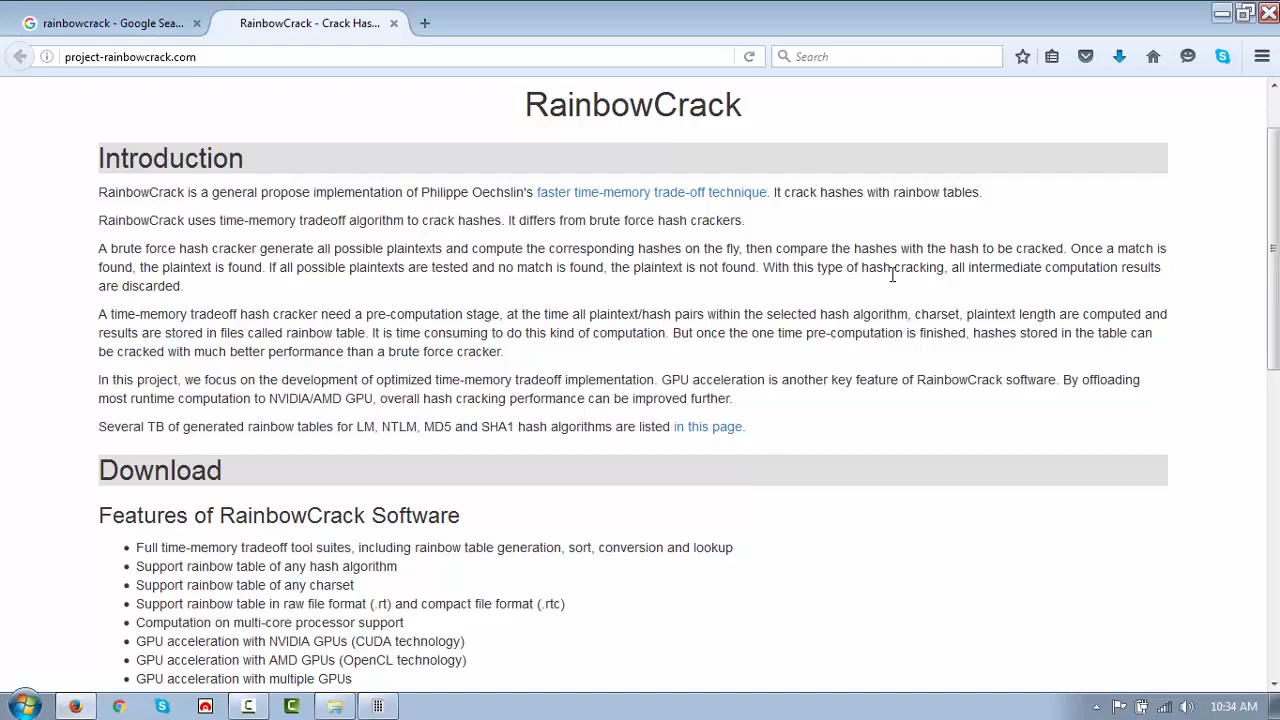 rainbowcrack - Google Sea...
RainbowCrack - Crack Has...
project-rainbowcrack.com
Search
RainbowCrack
Introduction
RainbowCrack is a general propose implementation of Philippe Oechslin's faster time-memory trade-off technique. It crack hashes with rainbow tables.
RainbowCrack uses time-memory tradeoff algorithm to crack hashes. It differs from brute force hash crackers.
A brute force hash cracker generate all possible plaintexts and compute the corresponding hashes on the fly, then compare the hashes with the hash to be cracked. Once a match is
found, the plaintext is found. If all possible plaintexts are tested and no match is found, the plaintext is not found. With this type of hash cracking, all intermediate computation results
are discarded.
A time-memory tradeoff hash cracker need a pre-computation stage, at the time all plaintext/hash pairs within the selected hash algorithm, charset, plaintext length are computed and
results are stored in files called rainbow table. It is time consuming to do this kind of computation. But once the one time pre-computation is finished, hashes stored in the table can
be cracked with much better performance than a brute force cracker.
In this project, we focus on the development of optimized time-memory tradeoff implementation. GPU acceleration is another key feature of RainbowCrack software. By offloading
most runtime computation to NVIDIA/AMD GPU, overall hash cracking performance can be improved further.
Several TB of generated rainbow tables for LM, NTLM, MD5 and SHA1 hash algorithms are listed in this page.
Download
Features of RainbowCrack Software
• Full time-memory tradeoff tool suites, including rainbow table generation, sort, conversion and lookup
• Support rainbow table of any hash algorithm
• Support rainbow table of any charset
• Support rainbow table in raw file format (.rt) and compact file format (.rtc)
• Computation on multi-core processor support
• GPU acceleration with NVIDIA GPUs (CUDA technology)
• GPU acceleration with AMD GPUs (OpenCL technology)
• GPU acceleration with multiple GPUs
10:34 AM